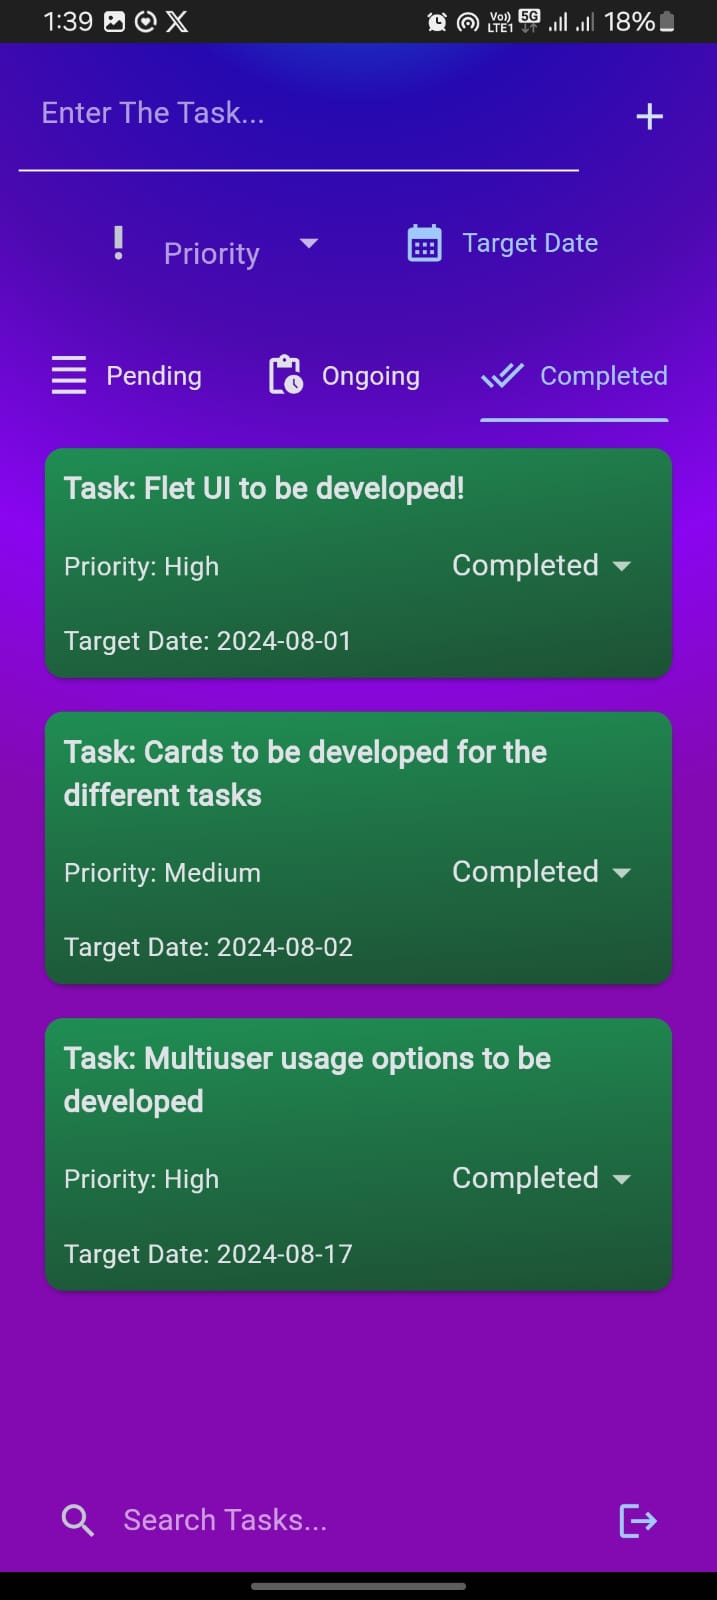 1:39 Vo) LTE1 5G 18%
Enter The Task...
Priority Target Date
Pending Ongoing Completed
Task: Flet UI to be developed!
Priority: High Completed
Target Date: 2024-08-01
Task: Cards to be developed for the
different tasks
Priority: Medium Completed
Target Date: 2024-08-02
Task: Multiuser usage options to be
developed
Priority: High Completed
Target Date: 2024-08-17
Search Tasks...